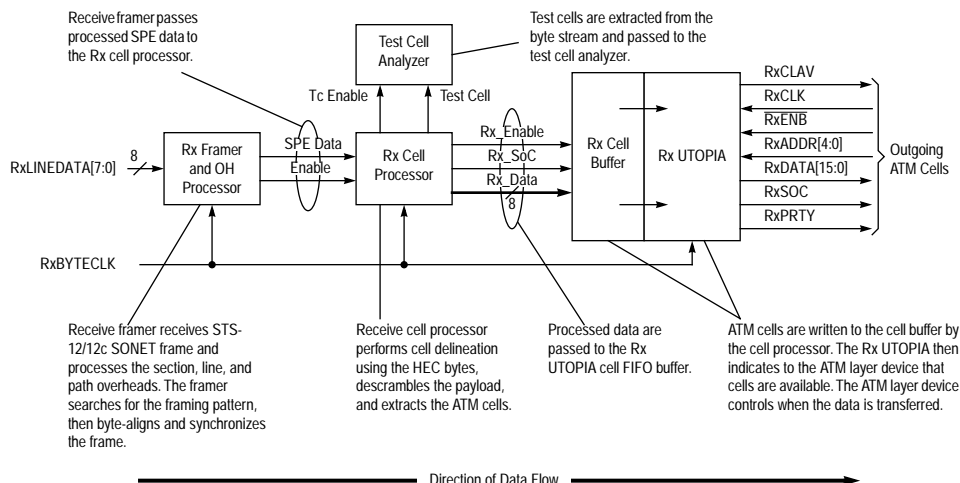 Receive framer passes
processed SPE data to
the Rx cell processor.
Test Cell
Analyzer
Test cells are extracted from the
byte stream and passed to the
test cell analyzer.
Tc Enable
Test Cell
RxLINEDATA[7:0]
8
Rx Framer
and OH
Processor
SPE Data
Enable
Rx Cell
Processor
Rx_Enable
Rx_SoC
Rx_Data
8
Rx Cell
Buffer
Rx UTOPIA
RxCLAV
RxCLK
RxENB
RxADDR[4:0]
RxDATA[15:0]
RxSOC
RxPRTY
Outgoing
ATM Cells
RxBYTECLK
Receive framer receives STS-
12/12c SONET frame and
processes the section, line, and
path overheads. The framer
searches for the framing pattern,
then byte-aligns and synchronizes
the frame.
Receive cell processor
performs cell delineation
using the HEC bytes,
descrambles the payload,
and extracts the ATM cells.
Processed data are
passed to the Rx
UTOPIA cell FIFO buffer.
ATM cells are written to the cell buffer by
the cell processor. The Rx UTOPIA then
indicates to the ATM layer device that
cells are available. The ATM layer device
controls when the data is transferred.
Direction of Data Flow